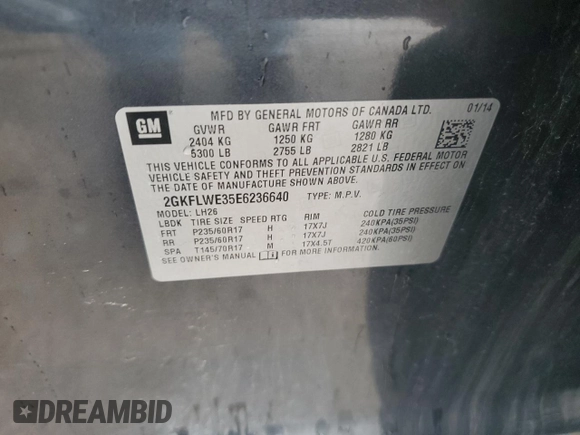 GM
MFD BY GENERAL MOTORS OF CANADA LTD. 01/14
GVWR GAWR FRT GAWR RR
2404 KG 1250 KG 1280 KG
5300 LB 2755 LB 2821 LB
THIS VEHICLE CONFORMS TO ALL APPLICABLE U.S. FEDERAL MOTOR
VEHICLE SAFETY AND THEFT PREVENTION STANDARDS IN EFFECT ON
THE DATE OF MANUFACTURE SHOWN ABOVE.
2GKFLWE35E6236640 TYPE: M.P.V.
MODEL: LH26
LBDK TIRE SIZE SPEED RTG RIM COLD TIRE PRESSURE
FRT P235/60R17 H 17X7J 240KPA(35PSI)
RR P235/60R17 H 17X7J 240KPA(35PSI)
SPA T145/70R17 M 17X4.5T 420KPA(60PSI)
SEE OWNER'S MANUAL FOR MORE INFORMATION.
DREAMBID